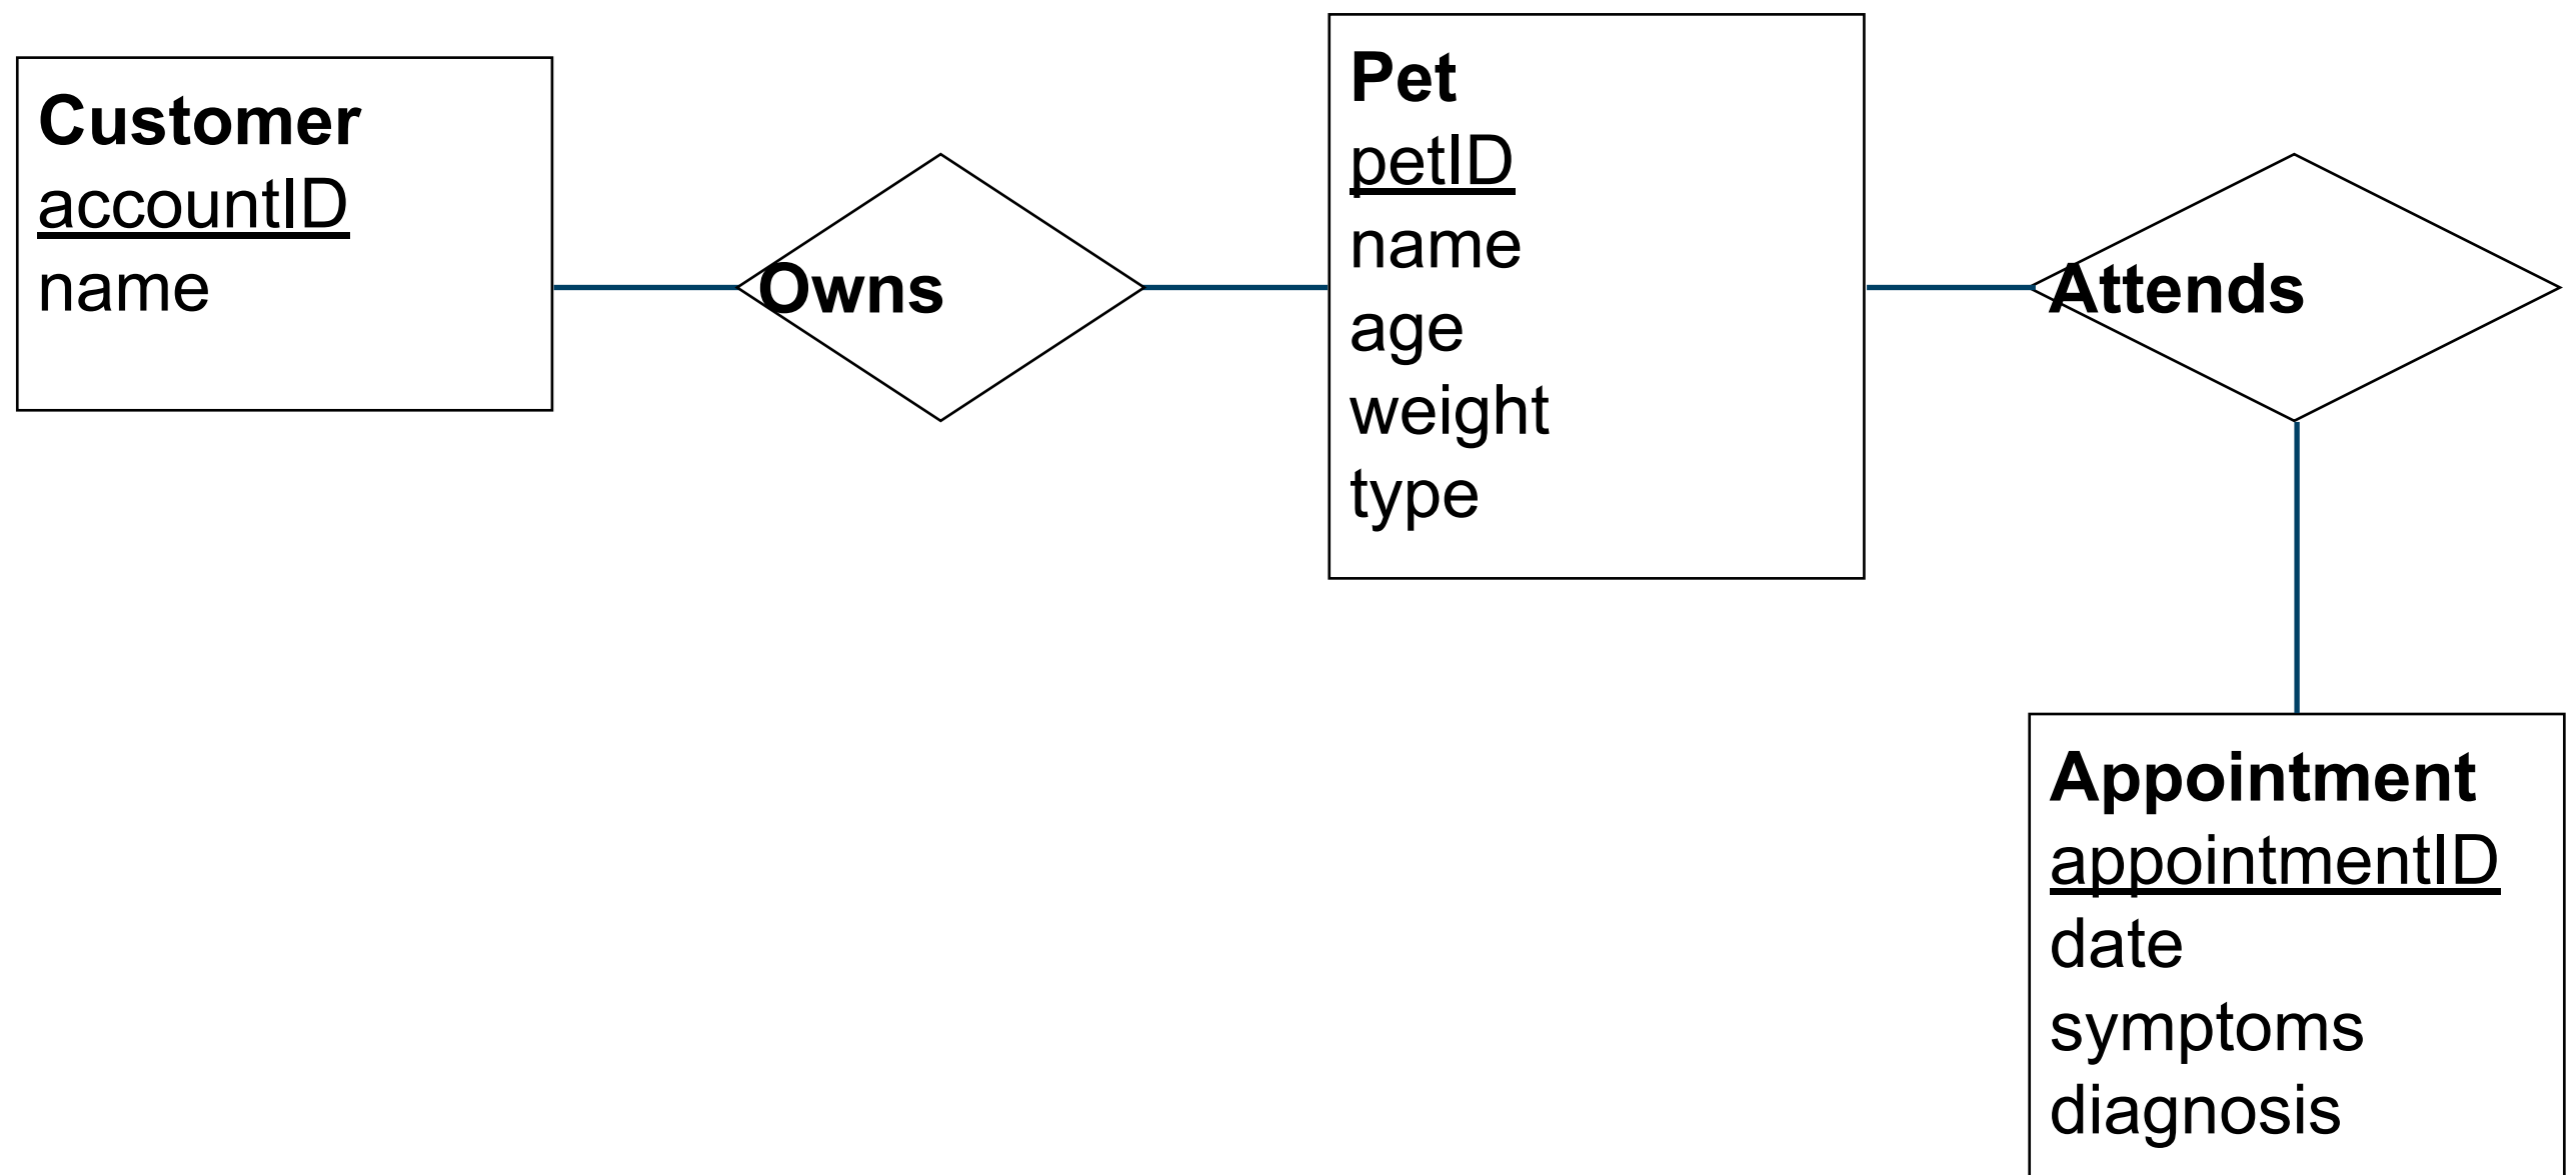 Customer
accountID
name
Owns
Pet
petID
name
age
weight
type
Attends
Appointment
appointmentID
date
symptoms
diagnosis